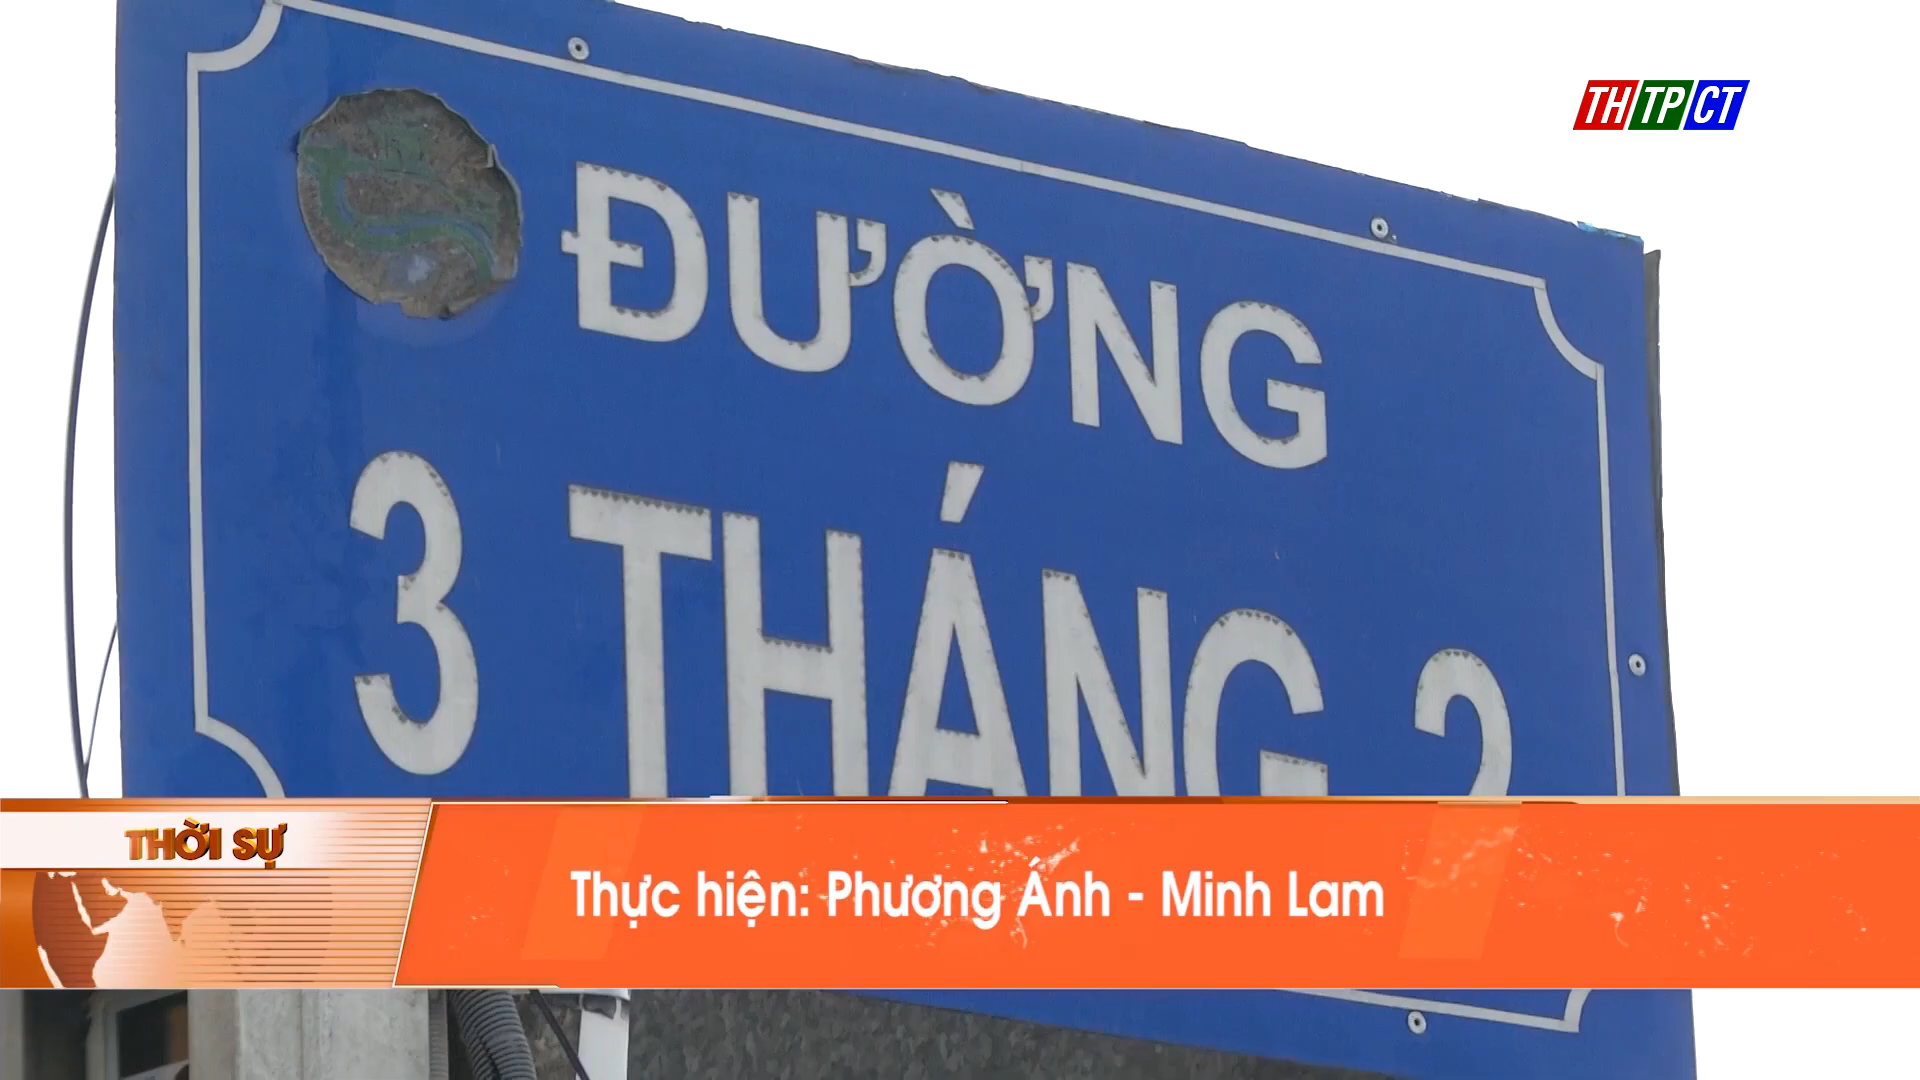 THTPCT
ĐƯỜNG
3 THÁNG 2
THỜI SỰ
Thực hiện: Phương Ánh - Minh Lam